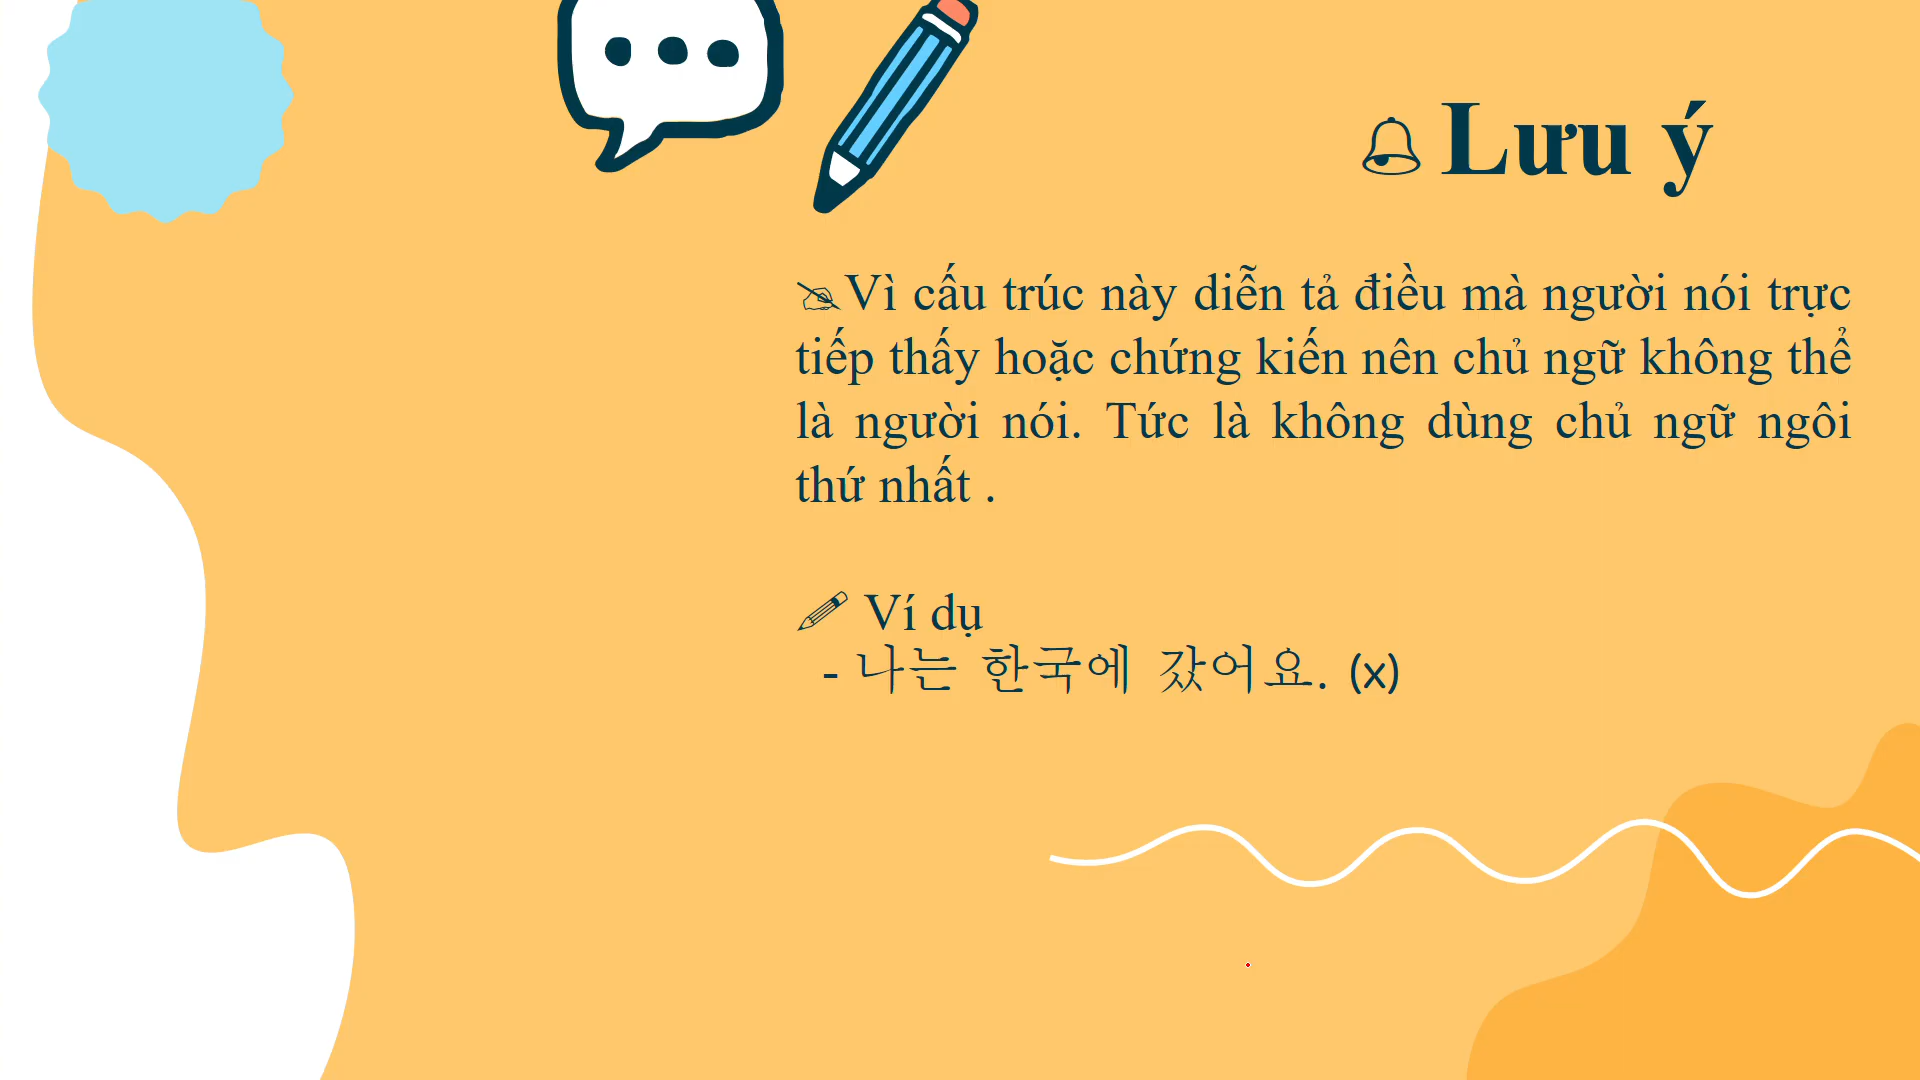 Lưu ý
Vì cấu trúc này diễn tả điều mà người nói trực
tiếp thấy hoặc chứng kiến nên chủ ngữ không thể
là người nói. Tức là không dùng chủ ngữ ngôi
thứ nhất .
Ví dụ
- 나는 한국에 갔어요. (x)